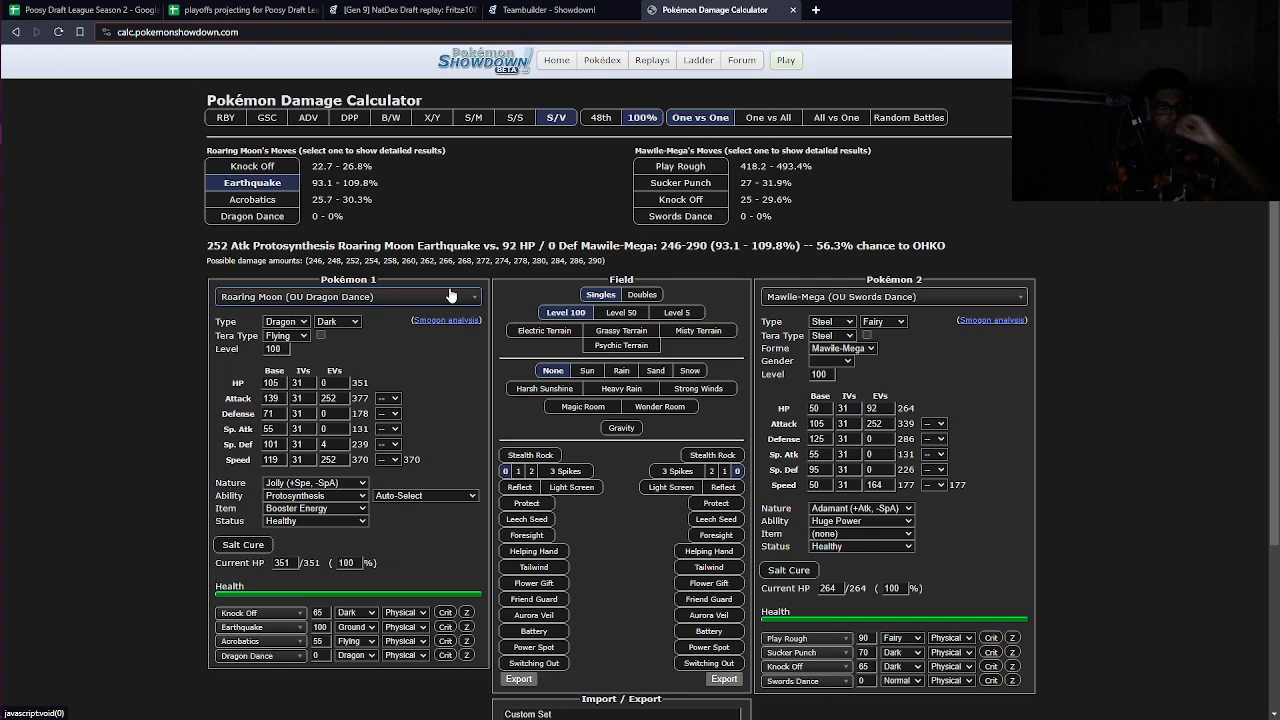 Poosy Draft League Season 2 - Google
playoffs projecting for Poosy Draft Le
[Gen 9] NatDex Draft replay: Fritze107
Teambuilder - Showdown!
Pokémon Damage Calculator
calc.pokemonshowdown.com
Pokémon SHOWDOWN BETA
Home Pokédex Replays Ladder Forum Play
Pokémon Damage Calculator
RBY GSC ADV DPP B/W X/Y S/M S/S S/V 48th 100% One vs One One vs All All vs One Random Battles
Roaring Moon's Moves (select one to show detailed results)
Knock Off 22.7 - 26.8%
Earthquake 93.1 - 109.8%
Acrobatics 25.7 - 30.3%
Dragon Dance 0 - 0%
Mawile-Mega's Moves (select one to show detailed results)
Play Rough 418.2 - 493.4%
Sucker Punch 27 - 31.9%
Knock Off 25 - 29.6%
Swords Dance 0 - 0%
252 Atk Protosynthesis Roaring Moon Earthquake vs. 92 HP / 0 Def Mawile-Mega: 246-290 (93.1 - 109.8%) -- 56.3% chance to OHKO
Possible damage amounts: (246, 248, 252, 254, 258, 260, 262, 266, 268, 272, 274, 278, 280, 284, 286, 290)
Pokémon 1
Roaring Moon (OU Dragon Dance)
Type Dragon Dark (Smogon analysis)
Tera Type Flying
Level 100
Base IVs EVs
HP 105 31 0 351
Attack 139 31 252 377 --
Defense 71 31 0 178 --
Sp. Atk 55 31 0 131 --
Sp. Def 101 31 4 239 --
Speed 119 31 252 370 -- 370
Nature Jolly (+Spe, -SpA)
Ability Protosynthesis Auto-Select
Item Booster Energy
Status Healthy
Salt Cure
Current HP 351 /351 ( 100 %)
Health
Knock Off 65 Dark Physical Crit Z
Earthquake 100 Ground Physical Crit Z
Acrobatics 55 Flying Physical Crit Z
Dragon Dance 0 Dragon Physical Crit Z
Field
Singles Doubles
Level 100 Level 50 Level 5
Electric Terrain Grassy Terrain Misty Terrain
Psychic Terrain
None Sun Rain Sand Snow
Harsh Sunshine Heavy Rain Strong Winds
Magic Room Wonder Room
Gravity
Stealth Rock Stealth Rock
0 1 2 3 Spikes 3 Spikes 2 1 0
Reflect Light Screen Light Screen Reflect
Protect Protect
Leech Seed Leech Seed
Foresight Foresight
Helping Hand Helping Hand
Tailwind Tailwind
Flower Gift Flower Gift
Friend Guard Friend Guard
Aurora Veil Aurora Veil
Battery Battery
Power Spot Power Spot
Switching Out Switching Out
Export Export
Pokémon 2
Mawile-Mega (OU Swords Dance)
Type Steel Fairy (Smogon analysis)
Tera Type Steel
Forme Mawile-Mega
Gender
Level 100
Base IVs EVs
HP 50 31 92 264
Attack 105 31 252 339 --
Defense 125 31 0 286 --
Sp. Atk 55 31 0 131 --
Sp. Def 95 31 0 226 --
Speed 50 31 164 177 -- 177
Nature Adamant (+Atk, -SpA)
Ability Huge Power
Item (none)
Status Healthy
Salt Cure
Current HP 264 /264 ( 100 %)
Health
Play Rough 90 Fairy Physical Crit Z
Sucker Punch 70 Dark Physical Crit Z
Knock Off 65 Dark Physical Crit Z
Swords Dance 0 Normal Physical Crit Z
Import / Export
Custom Set
javascript:void(0)